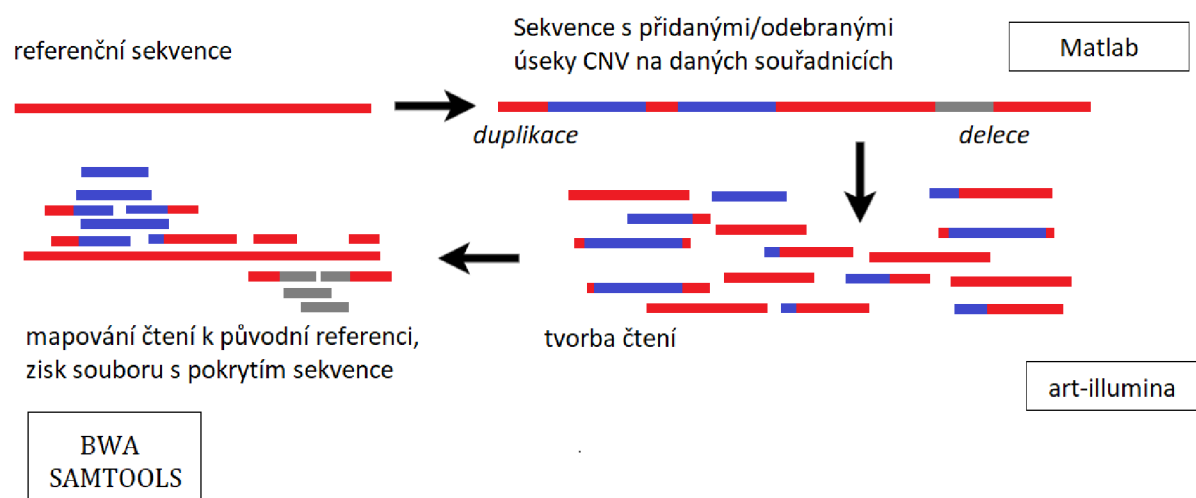 referenční sekvence
Sekvence s přidanými/odebranými
úseky CNV na daných souřadnicích
Matlab
duplikace
delece
mapování čtení k původní referenci,
zisk souboru s pokrytím sekvence
tvorba čtení
art-illumina
BWA
SAMTOOLS